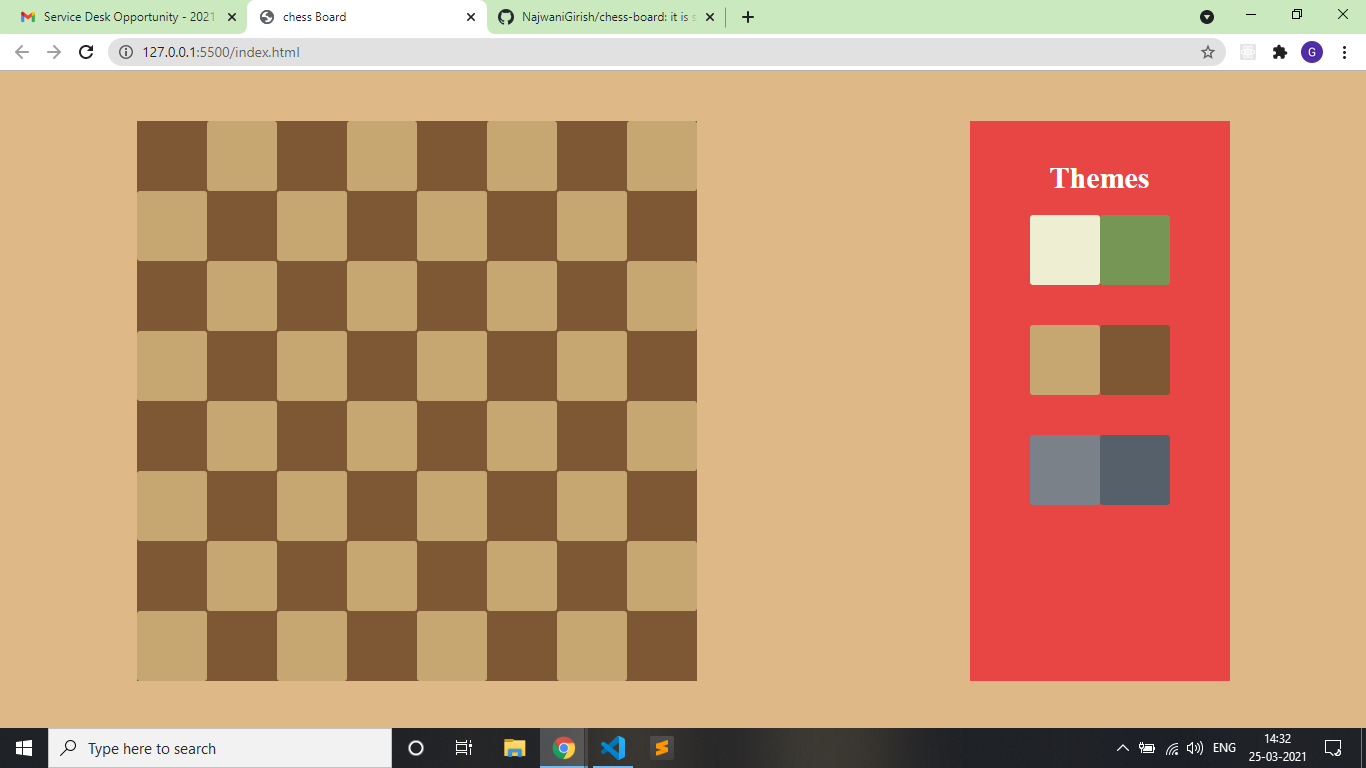 Service Desk Opportunity - 2021
chess Board
NajwaniGirish/chess-board: it is s
127.0.0.1:5500/index.html
G
Themes
Type here to search
ENG
14:32
25-03-2021